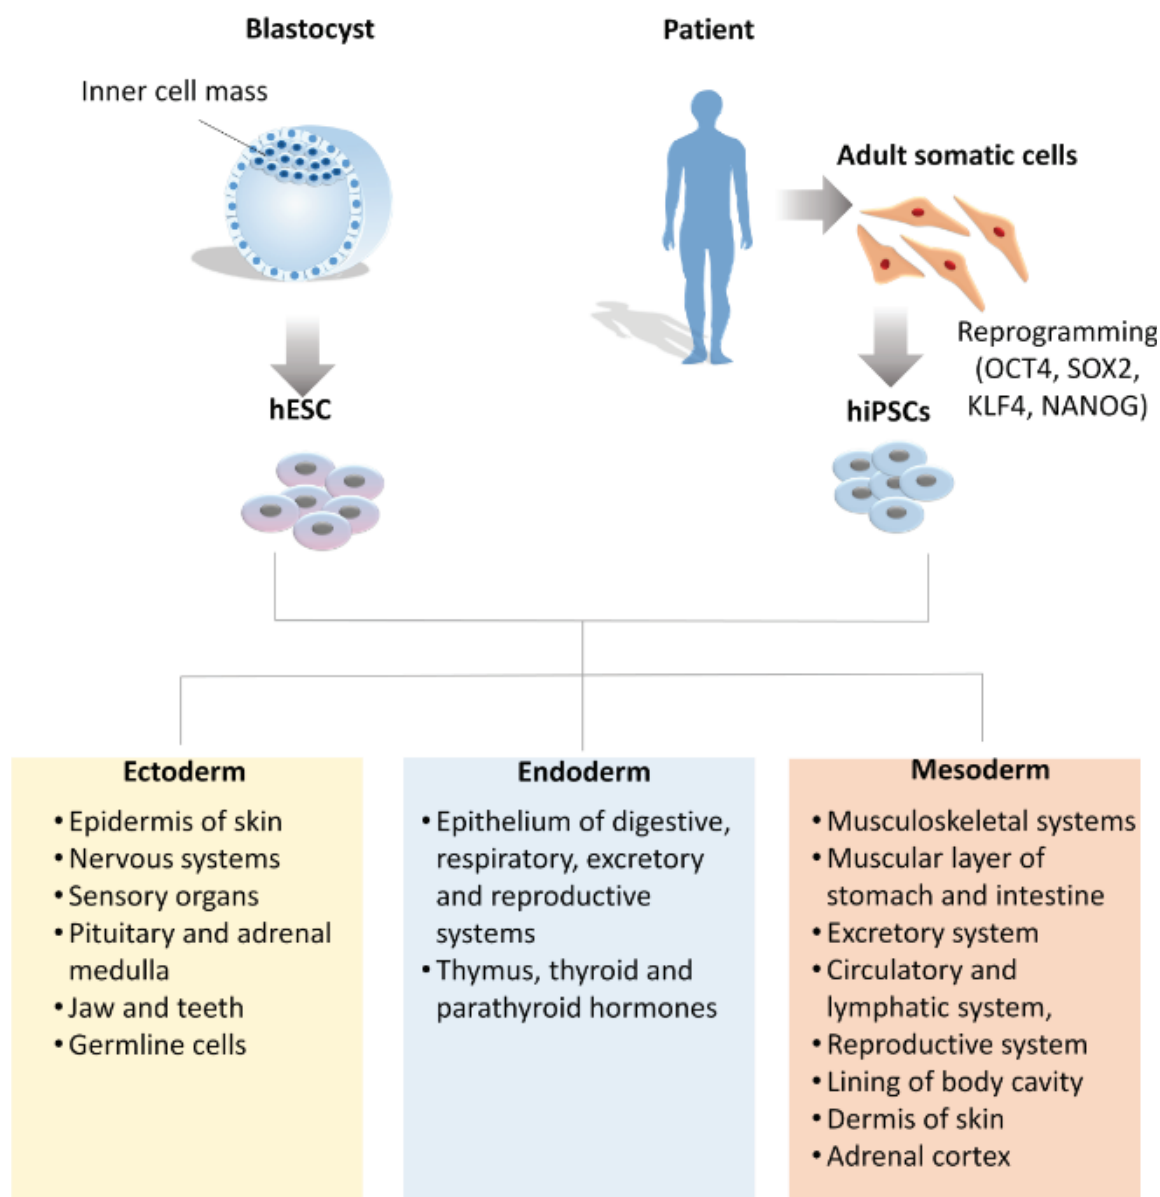 Blastocyst
Patient
Inner cell mass
Adult somatic cells
Reprogramming
(OCT4, SOX2,
KLF4, NANOG)
hESC
hiPSCs
Ectoderm
• Epidermis of skin
• Nervous systems
• Sensory organs
• Pituitary and adrenal
medulla
• Jaw and teeth
• Germline cells
Endoderm
• Epithelium of digestive,
respiratory, excretory
and reproductive
systems
• Thymus, thyroid and
parathyroid hormones
Mesoderm
• Musculoskeletal systems
• Muscular layer of
stomach and intestine
• Excretory system
• Circulatory and
lymphatic system,
• Reproductive system
• Lining of body cavity
• Dermis of skin
• Adrenal cortex